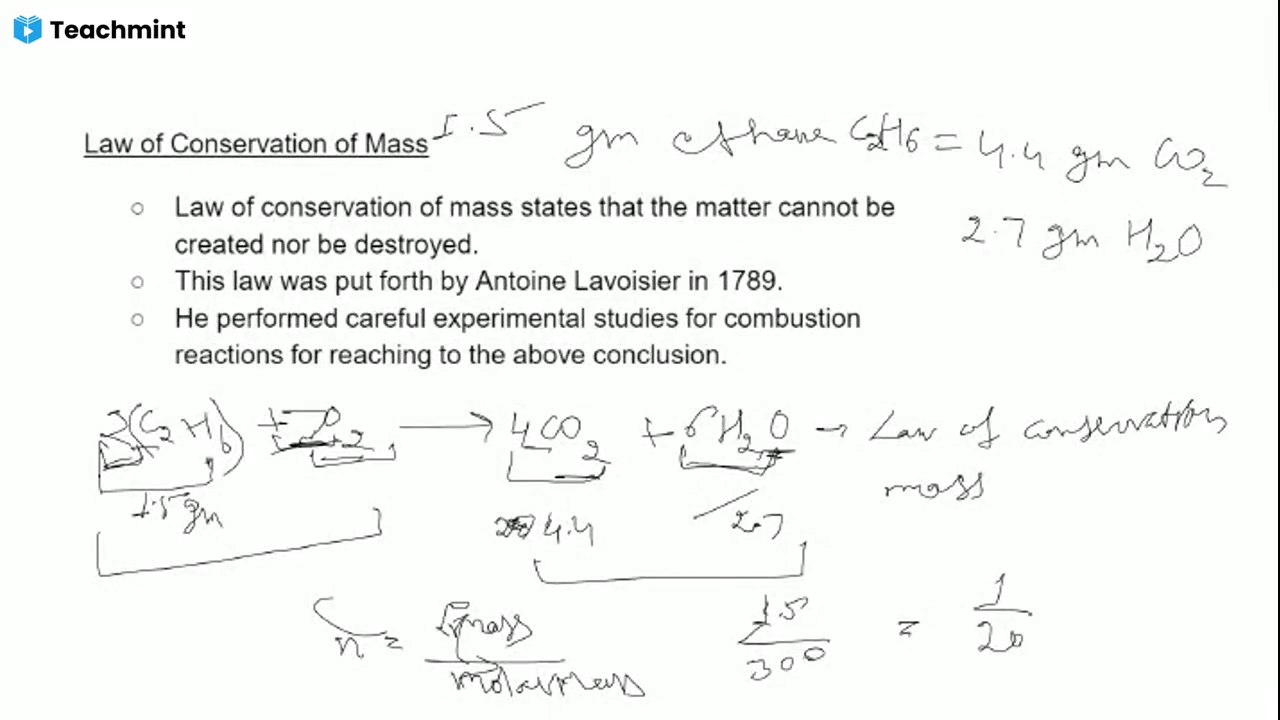 Teachmint
Law of Conservation of Mass 1.5 gm ethane C2H6 = 4.4 gm CO2
2.7 gm H2O
○ Law of conservation of mass states that the matter cannot be
created nor be destroyed.
○ This law was put forth by Antoine Lavoisier in 1789.
○ He performed careful experimental studies for combustion
reactions for reaching to the above conclusion.
(C2H6) + 7O2 → 4CO2 + 6H2O → Law of conservation
mass
1.5 gm 4.4 2.7
n = mass / molar mass 15/300 = 1/20